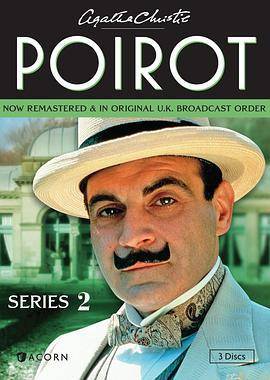 Agatha Christie
POIROT
NOW REMASTERED & IN ORIGINAL U.K. BROADCAST ORDER
SERIES 2
ACORN
3 Discs